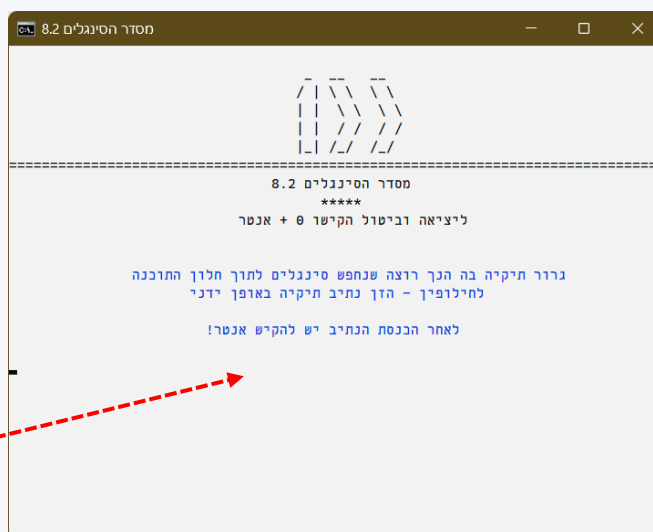 מסדר הסינגלים 8.2
מסדר הסינגלים 8.2
*****
ליציאה וביטול הקישו 0 + אנטר
גרור תיקיה בה הנך רוצה שנחפש סינגלים לתוך חלון התוכנה
לחילופין - הזן נתיב תיקיה באופן ידני
לאחר הכנסת הנתיב יש להקיש אנטר!